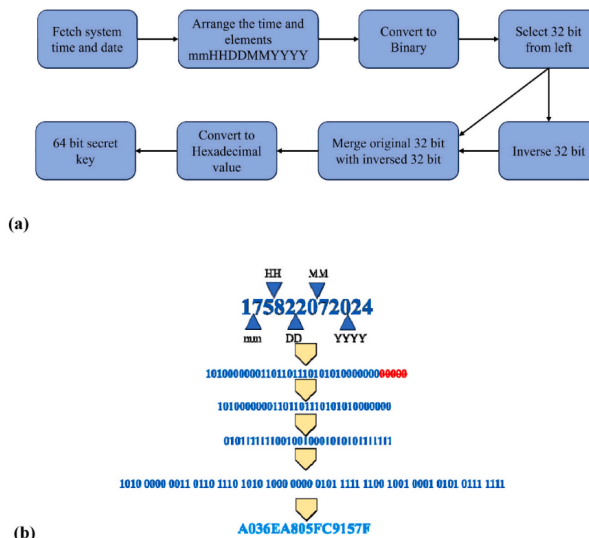 Fetch system
time and date
Arrange the time and
elements
mmHHDDMMYYYY
Convert to
Binary
Select 32 bit
from left
64 bit secret
key
Convert to
Hexadecimal
value
Merge original 32 bit
with inversed 32 bit
Inverse 32 bit
(a)
HH MM
175822072024
mm DD YYYY
1010000000110110111010101000000000000
10100000001101101110101010000000
01011111110010010001010101111111
1010 0000 0011 0110 1110 1010 1000 0000 0101 1111 1100 1001 0001 0101 0111 1111
(b) A036EA805FC9157F